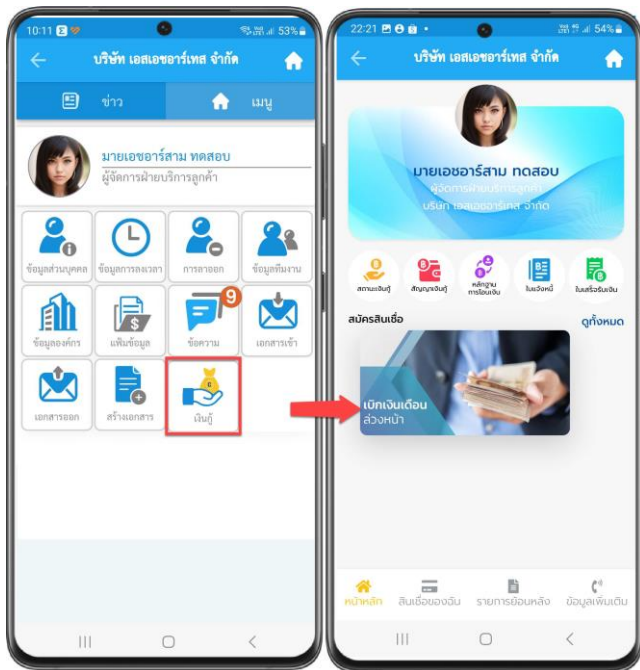 10:11 53%
บริษัท เอสเอชอาร์เทส จำกัด
ข่าว เมนู
มายเอชอาร์สาม ทดสอบ
ผู้จัดการฝ่ายบริการลูกค้า
ข้อมูลส่วนบุคคล ข้อมูลการลงเวลา การลาออก ข้อมูลทีมงาน
9
ข้อมูลองค์กร แฟ้มข้อมูล ข้อความ เอกสารเข้า
เอกสารออก สร้างเอกสาร เงินกู้
22:21 54%
บริษัท เอสเอชอาร์เทส จำกัด
มายเอชอาร์สาม ทดสอบ
ผู้จัดการฝ่ายบริการลูกค้า
บริษัท เอสเอชอาร์เทส จำกัด
สถานะเงินกู้ สัญญาเงินกู้ หลักฐานการโอนเงิน ใบแจ้งหนี้ ใบเสร็จรับเงิน
สมัครสินเชื่อ ดูทั้งหมด
เบิกเงินเดือน
ล่วงหน้า
หน้าหลัก สินเชื่อของฉัน รายการย้อนหลัง ข้อมูลเพิ่มเติม